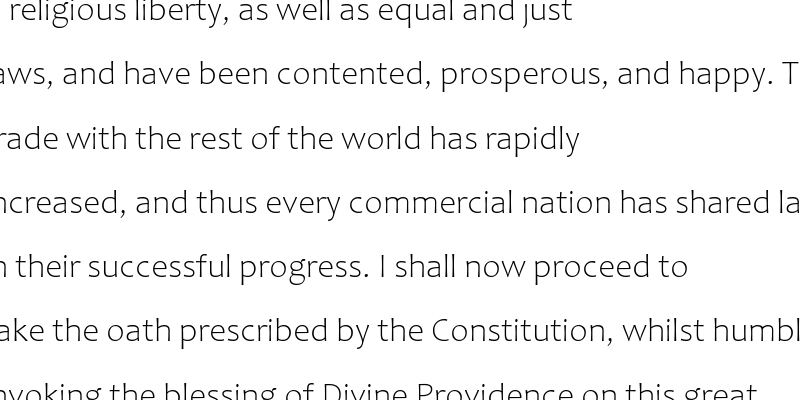 religious liberty, as well as equal and just
aws, and have been contented, prosperous, and happy. T
rade with the rest of the world has rapidly
ncreased, and thus every commercial nation has shared la
n their successful progress. I shall now proceed to
ake the oath prescribed by the Constitution, whilst humbl
nvoking the blessing of Divine Providence on this great